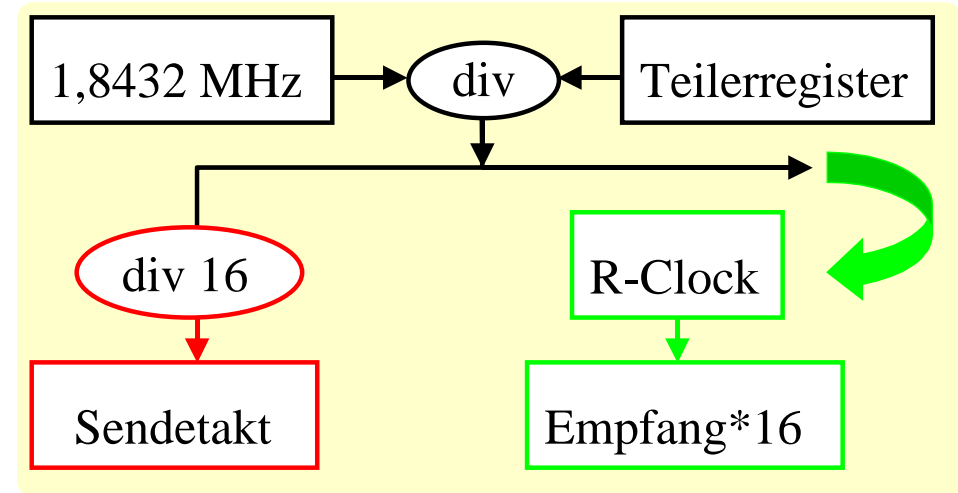 1,8432 MHz
div
Teilerregister
div 16
R-Clock
Sendetakt
Empfang*16